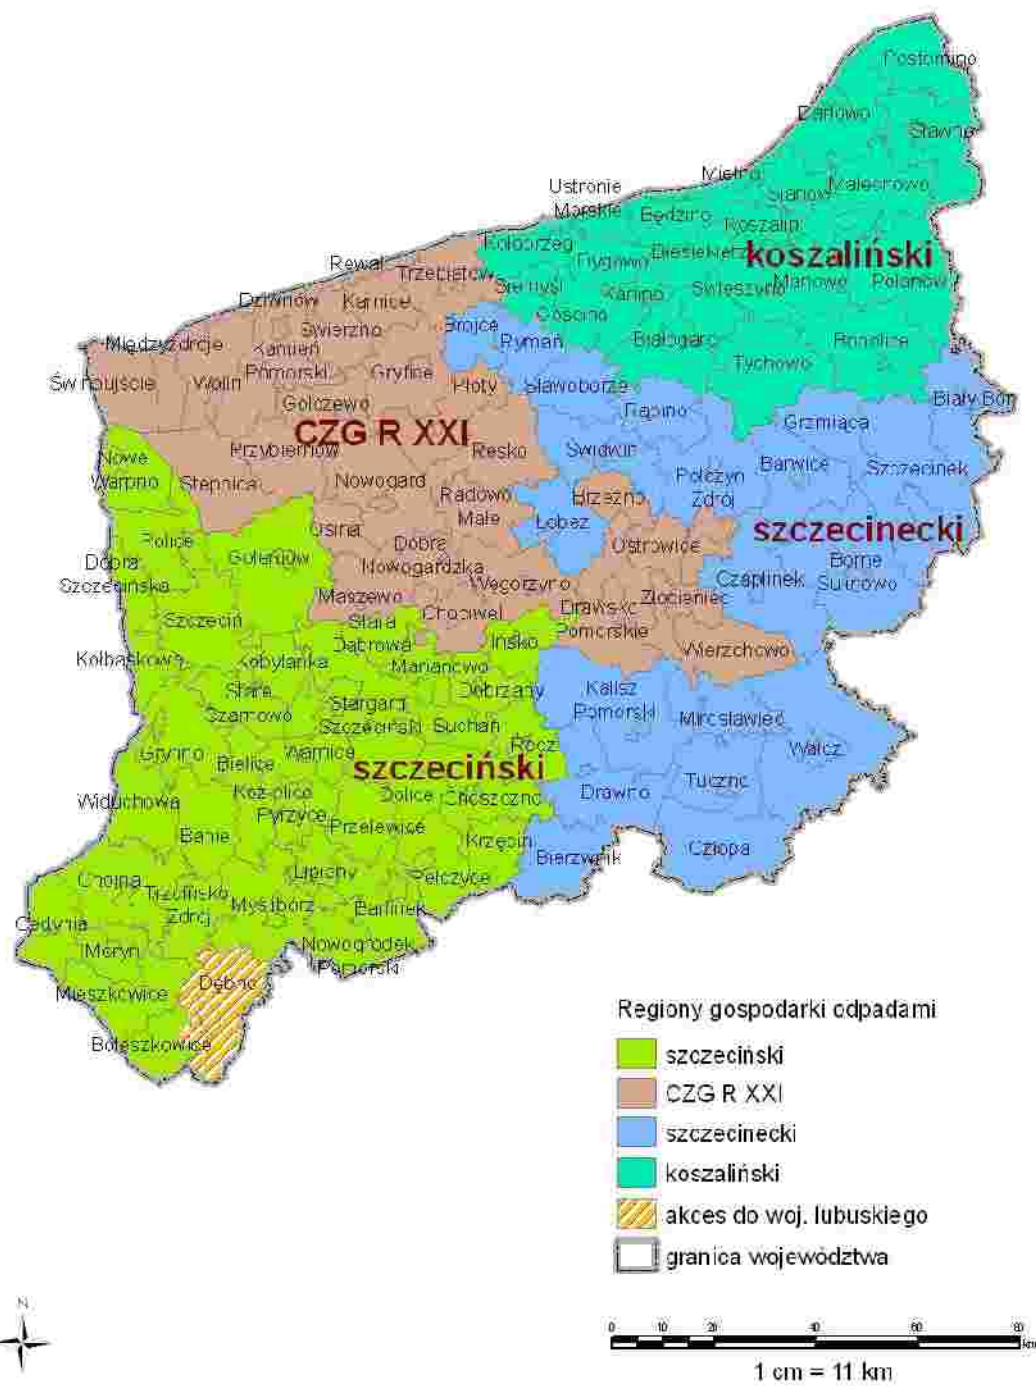 Postomino
Darłowo
Sławno
Mielno
Ustronie
Morskie
Sianów
Malechowo
Będzino
Koszalin
Kołobrzeg
Dygowo
Biesiekierz
koszaliński
Rewal
Trzebiatów
Siemyśl
Karlino
Świeszyno
Manowo
Polanów
Dziwnów
Karnice
Gościno
Świerzno
Brojce
Rymań
Białogard
Bobolice
Międzyzdroje
Kamień
Pomorski
Tychowo
Świnoujście
Wolin
Gryfice
Płoty
Sławoborze
Biały Bór
Golczewo
Rąbino
Grzmiąca
CZG R XXI
Przybiernów
Resko
Świdwin
Barwice
Szczecinek
Nowe
Warpno
Stepnica
Nowogard
Połczyn
Zdrój
Radowo
Małe
Brzeżno
Łobez
szczecinecki
Police
Goleniów
Osina
Dobra
Nowogardzka
Ostrowice
Borne
Sulinowo
Dobra
Szczecińska
Węgorzyno
Czaplinek
Maszewo
Chociwel
Drawsko
Pomorskie
Złocieniec
Szczecin
Stara
Dąbrowa
Ińsko
Wierzchowo
Kołbaskowo
Kobylanka
Marianowo
Dobrzany
Kalisz
Pomorski
Stare
Czarnowo
Stargard
Szczeciński
Suchań
Mirosławiec
Gryfino
Bielice
Warnice
Recz
Wałcz
szczeciński
Widuchowa
Kozielice
Pyrzyce
Dolice
Choszczno
Drawno
Tuczno
Banie
Przelewice
Krzęcin
Bierzwnik
Człopa
Chojna
Trzcińsko
Zdrój
Lipiany
Pełczyce
Cedynia
Myślibórz
Barlinek
Moryń
Nowogródek
Pomorski
Mieszkowice
Dębno
Boleszkowice
Regiony gospodarki odpadami
szczeciński
CZG R XXI
szczecinecki
koszaliński
akces do woj. lubuskiego
granica województwa
N
0 10 20 40 60
km
1 cm = 11 km